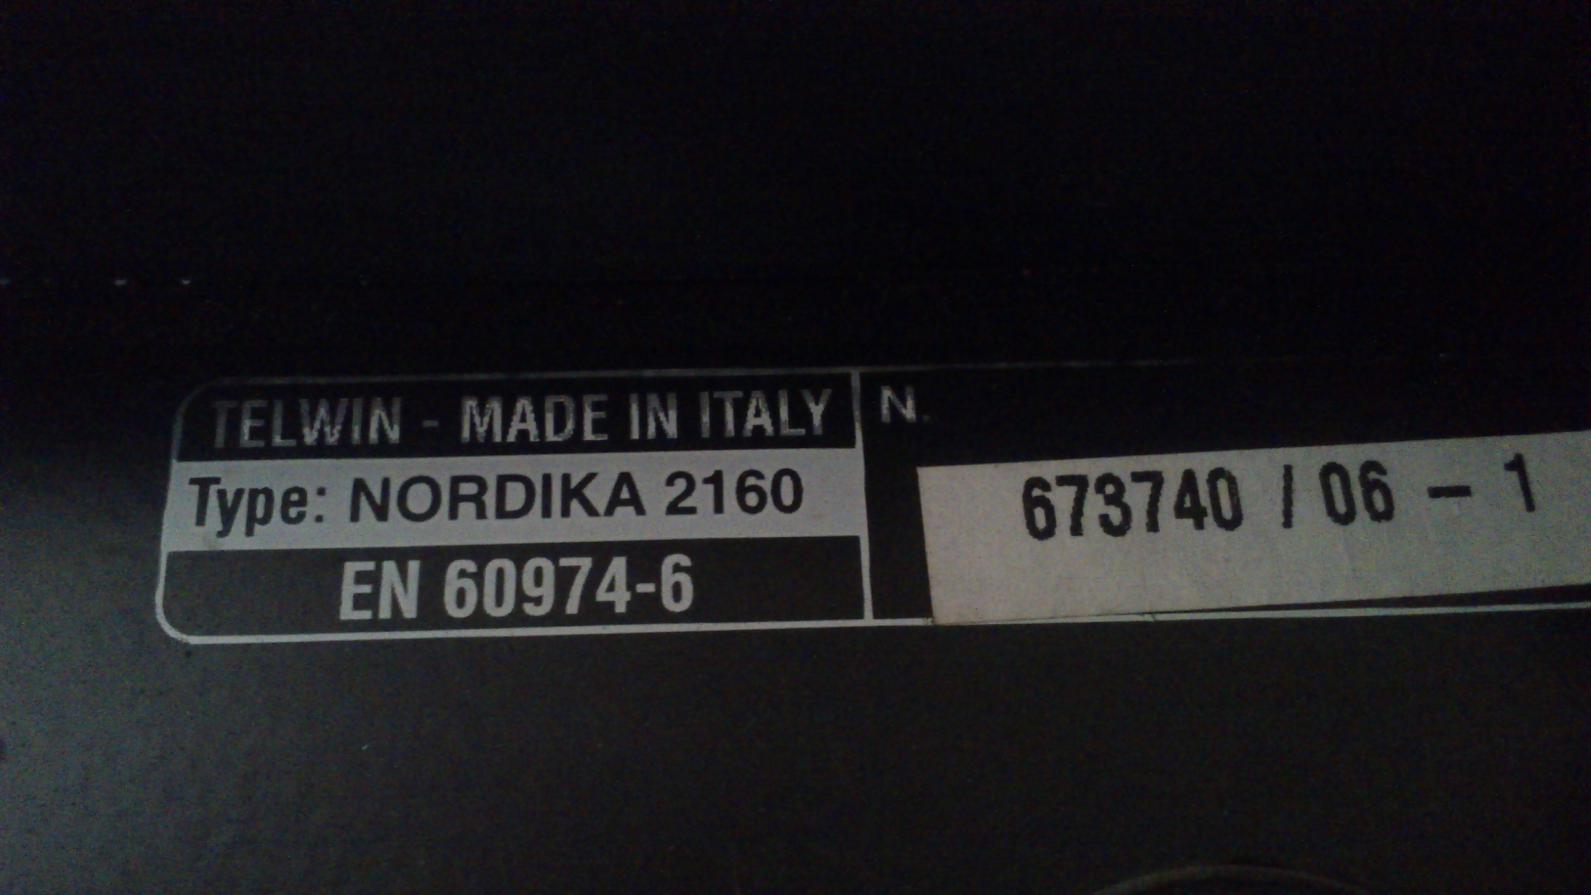 TELWIN - MADE IN ITALY
N.
Type: NORDIKA 2160
673740 / 06 - 1
EN 60974-6